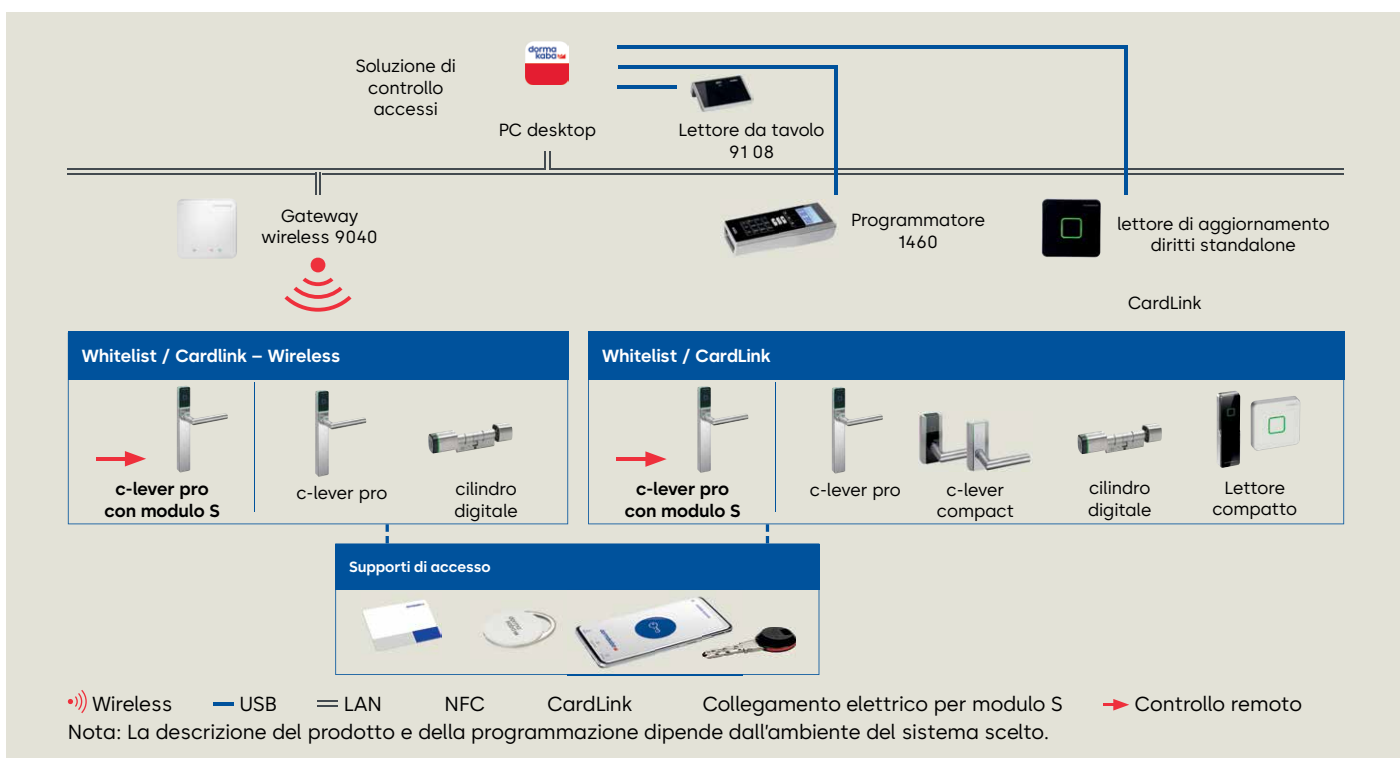 Soluzione di
controllo
accessi
dorma
kaba
PC desktop
Lettore da tavolo
91 08
Gateway
wireless 9040
Programmatore
1460
lettore di aggiornamento
diritti standalone
CardLink
Whitelist / Cardlink – Wireless
c-lever pro
con modulo S
c-lever pro
cilindro
digitale
Whitelist / CardLink
c-lever pro
con modulo S
c-lever pro
c-lever
compact
cilindro
digitale
Lettore
compatto
Supporti di accesso
Wireless USB LAN NFC CardLink Collegamento elettrico per modulo S Controllo remoto
Nota: La descrizione del prodotto e della programmazione dipende dall'ambiente del sistema scelto.